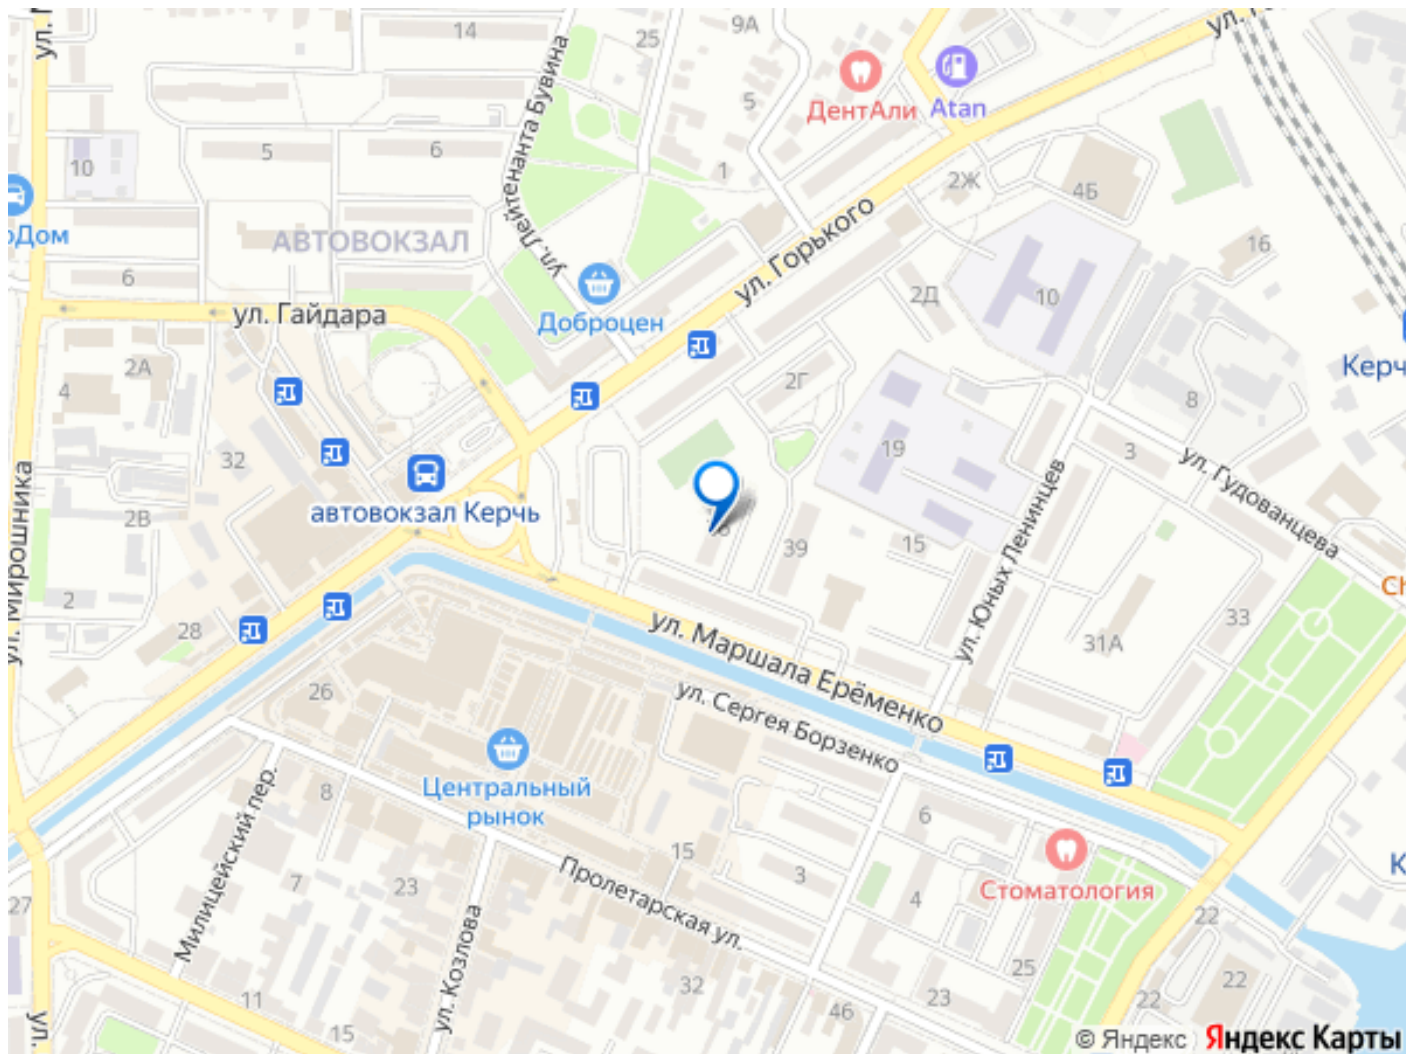 14
25
9А
ул. Лейтенанта Бувина
5
ДентАли
Atan
10
5
6
1
2Ж
4Б
оДом
АВТОВОКЗАЛ
ул. Горького
16
6
ул. Гайдара
Доброцен
2Д
10
Керч
2А
4
2Г
8
32
19
3
ул. Гудованцева
ул. Мирошника
автовокзал Керчь
2В
39
15
ул. Юных Ленинцев
Ch
2
28
ул. Маршала Ерёменко
31А
33
26
ул. Сергея Борзенко
Центральный
рынок
Милицейский пер.
8
6
15
3
Стоматология
К
7
23
4
27
Пролетарская ул.
22
ул. Козлова
25
11
32
23
46
22
22
15
ул.
© Яндекс
Яндекс Карты